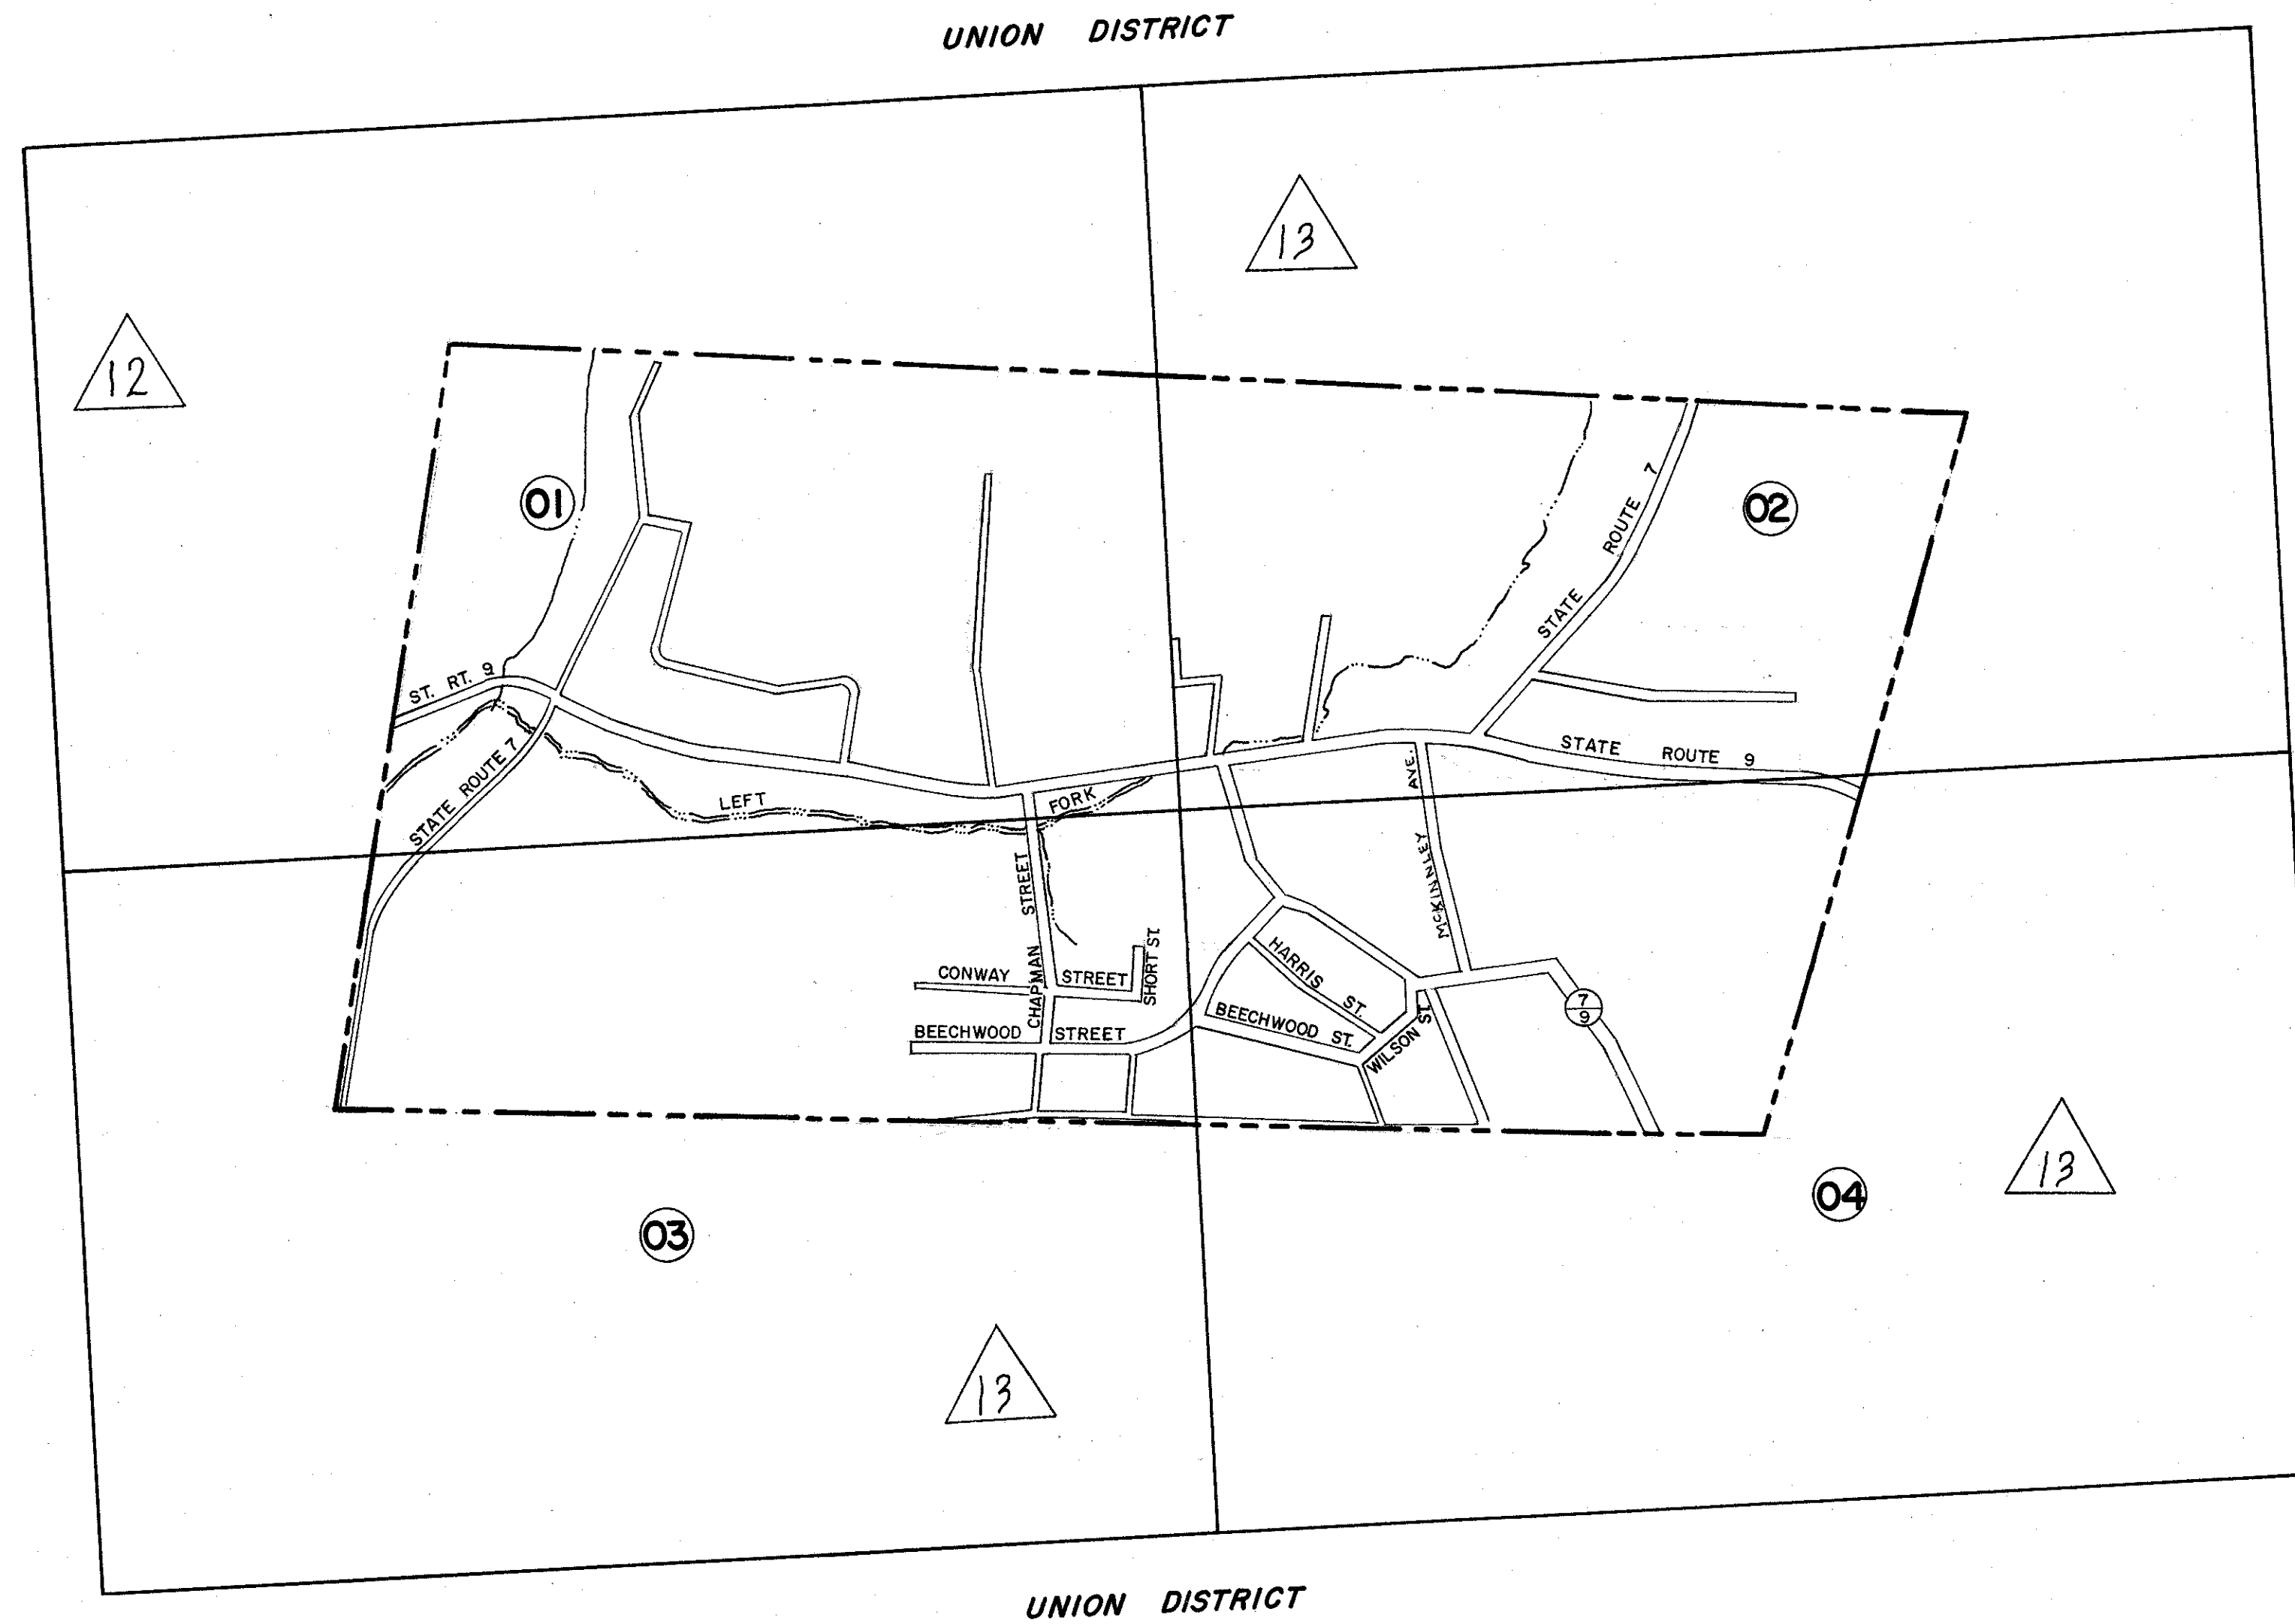 UNION DISTRICT
13
12
01
02
STATE ROUTE 7
ST. RT. 9
STATE ROUTE 7
STATE ROUTE 9
LEFT FORK
McKINNLEY AVE.
CHAPMAN STREET
CONWAY STREET
SHORT ST.
HARRIS ST.
BEECHWOOD STREET
BEECHWOOD ST.
WILSON ST.
7
9
03
04
13
13
UNION DISTRICT